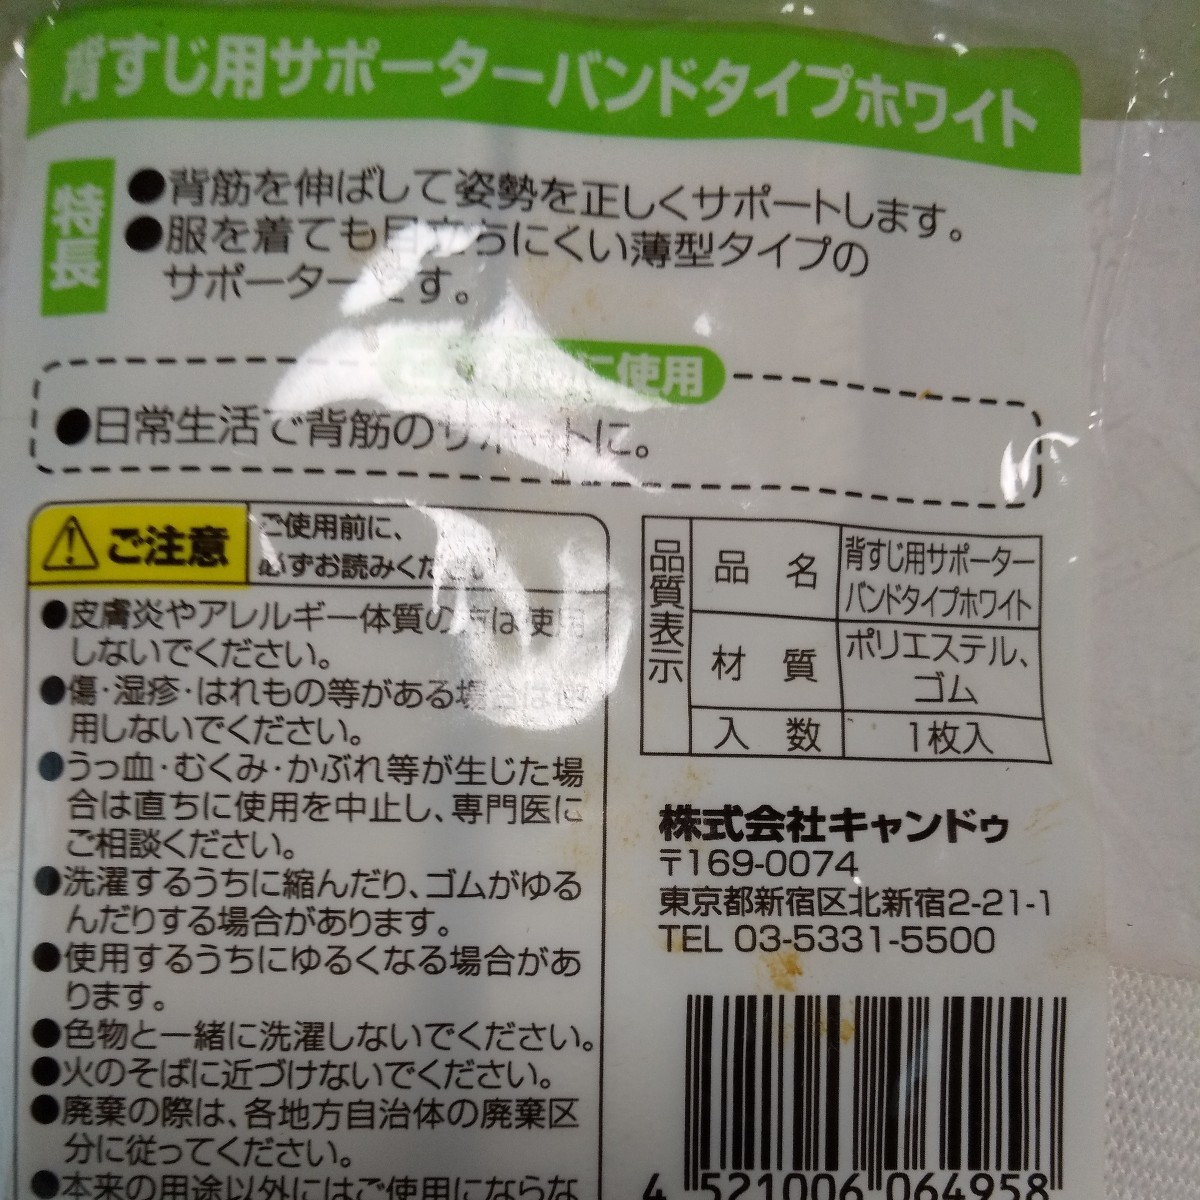 背すじ用サポーターバンドタイプホワイト
特長
●背筋を伸ばして姿勢を正しくサポートします。
●服を着ても目立ちにくい薄型タイプの
サポーターです。
に使用
●日常生活で背筋のサポートに。
ご注意
ご使用前に、
必ずお読みください。
●皮膚炎やアレルギー体質の方は使用
しないでください。
●傷・湿疹・はれもの等がある場合は使
用しないでください。
●うっ血・むくみ・かぶれ等が生じた場
合は直ちに使用を中止し、専門医に
ご相談ください。
●洗濯するうちに縮んだり、ゴムがゆる
んだりする場合があります。
●使用するうちにゆるくなる場合があ
ります。
●色物と一緒に洗濯しないでください。
●火のそばに近づけないでください。
●廃棄の際は、各地方自治体の廃棄区
分に従ってください。
●本来の用途以外にはご使用にならな
品質表示
品名 背すじ用サポーター
バンドタイプホワイト
材質 ポリエステル、
ゴム
入数 1枚入
株式会社キャンドゥ
〒169-0074
東京都新宿区北新宿2-21-1
TEL 03-5331-5500
4 521006 064958